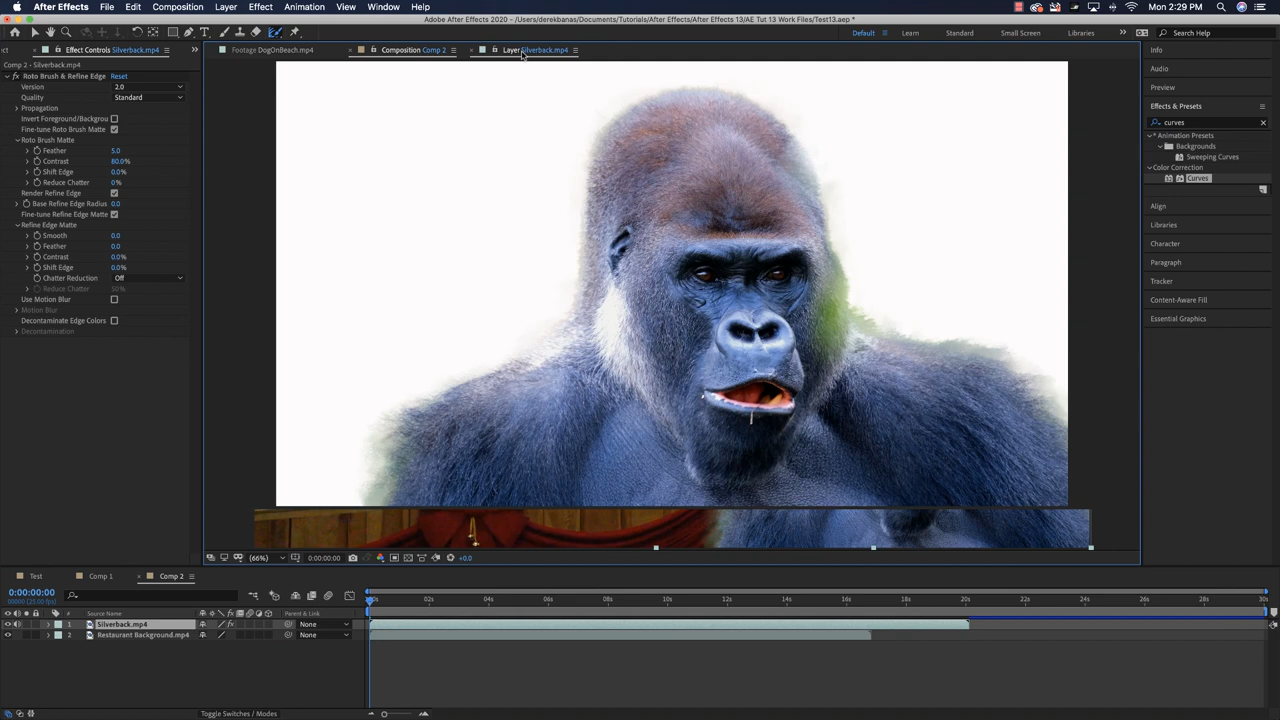 After Effects File Edit Composition Layer Effect Animation View Window Help Mon 2:29 PM
Adobe After Effects 2020 - /Users/derekbanas/Documents/Tutorials/After Effects 13/AE Tut 13 Work Files/Test13.aep *
Default Learn Standard Small Screen Libraries Search Help
Effect Controls Silverback.mp4 Footage DogOnBeach.mp4 Composition Comp 2 Layer Silverback.mp4
Comp 2 - Silverback.mp4
Roto Brush & Refine Edge Reset
Version 2.0
Quality Standard
Propagation
Invert Foreground/Backgrou
Fine-tune Roto Brush Matte
Roto Brush Matte
Feather 5.0
Contrast 80.0%
Shift Edge 0.0%
Reduce Chatter 0%
Render Refine Edge
Base Refine Edge Radius 0.0
Fine-tune Refine Edge Matte
Refine Edge Matte
Smooth 0.0
Feather 0.0
Contrast 0.0%
Shift Edge 0.0%
Chatter Reduction Off
Reduce Chatter 50%
Use Motion Blur
Motion Blur
Decontaminate Edge Colors
Decontamination
Info
Audio
Preview
Effects & Presets
curves
* Animation Presets
Backgrounds
Sweeping Curves
Color Correction
Curves
Align
Libraries
Character
Paragraph
Tracker
Content-Aware Fill
Essential Graphics
(66%) 0:00:00:00 +0.0
Test Comp 1 Comp 2
0:00:00:00
00000 (25.00 fps)
02s 04s 06s 08s 10s 12s 14s 16s 18s 20s 22s 24s 26s 28s 30s
# Source Name Parent & Link
1 Silverback.mp4 None
2 Restaurant Background.mp4 None
Toggle Switches / Modes